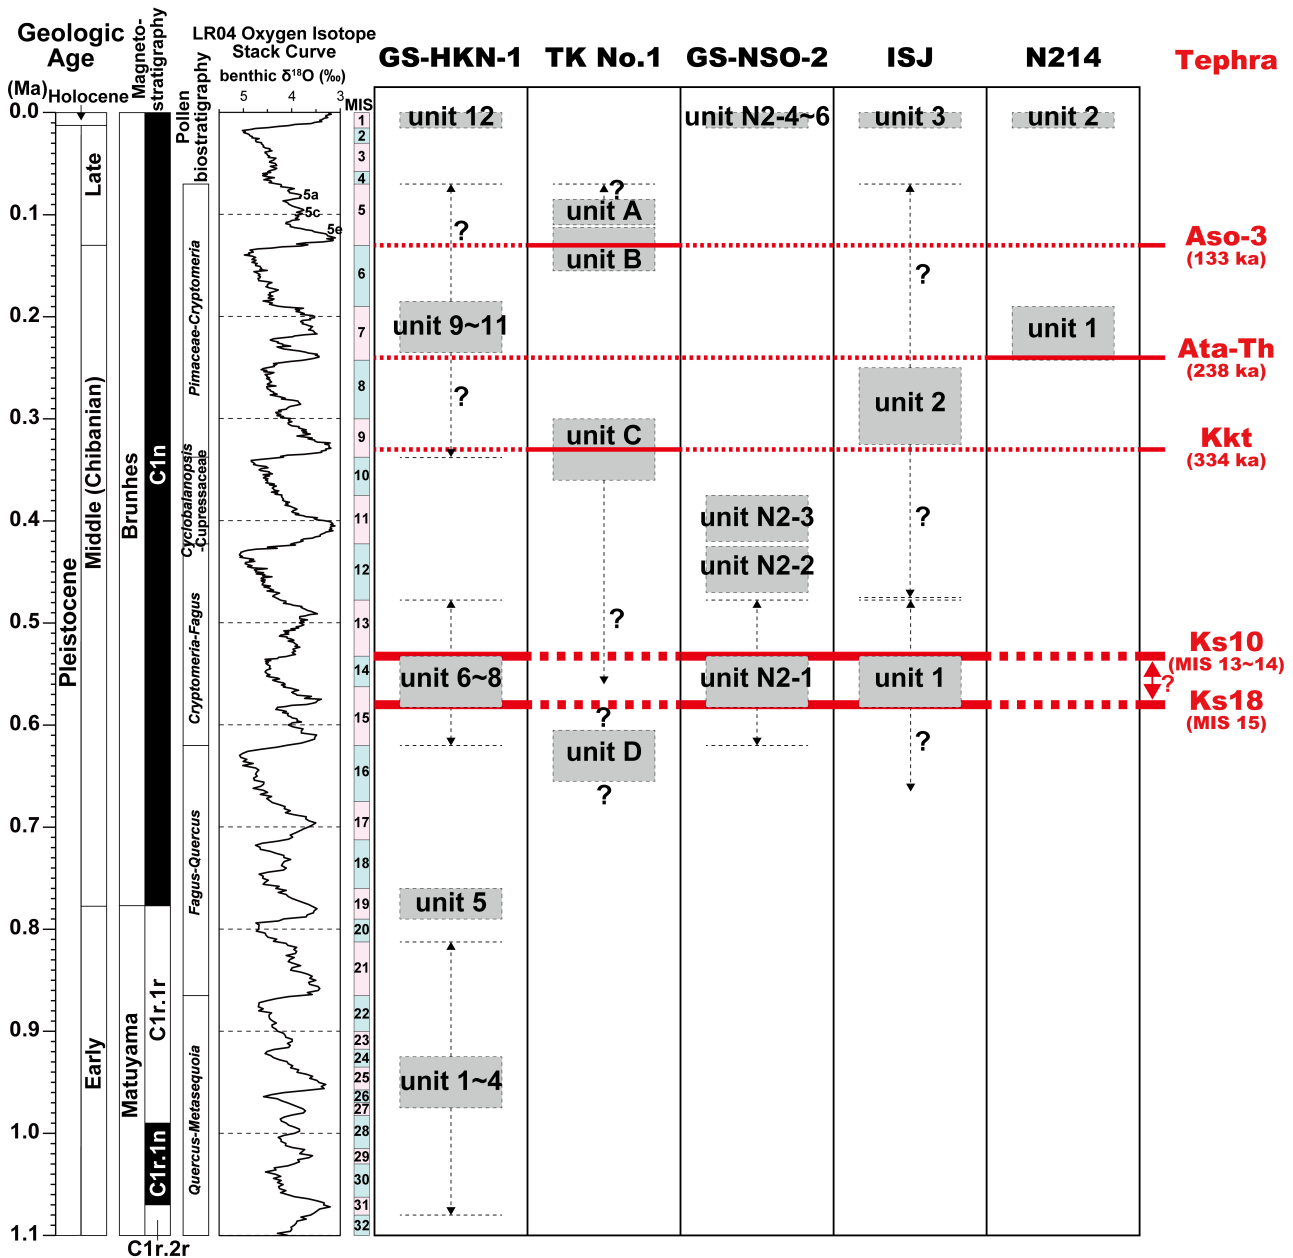 Geologic
Age
(Ma)
Holocene
Magneto-
stratigraphy
Pollen
biostratigraphy
LR04 Oxygen Isotope
Stack Curve
benthic δ¹⁸O (‰)
5 4 3
MIS
GS-HKN-1
TK No.1
GS-NSO-2
ISJ
N214
Tephra
0.0
0.1
0.2
0.3
0.4
0.5
0.6
0.7
0.8
0.9
1.0
1.1
Pleistocene
Late
Middle (Chibanian)
Early
Brunhes
Matuyama
C1n
C1r.1r
C1r.1n
C1r.2r
Pimaceae-Cryptomeria
Cyclobalanopsis
-Cupressaceae
Cryptomeria-Fagus
Fagus-Quercus
Quercus-Metasequoia
5a
5c
5e
1
2
3
4
5
6
7
8
9
10
11
12
13
14
15
16
17
18
19
20
21
22
23
24
25
26
27
28
29
30
31
32
unit 12
?
unit 9~11
?
unit 6~8
unit 5
unit 1~4
?
unit A
unit B
unit C
?
?
unit D
?
unit N2-4~6
unit N2-3
unit N2-2
unit N2-1
unit 3
?
unit 2
?
unit 1
?
unit 2
unit 1
Aso-3
(133 ka)
Ata-Th
(238 ka)
Kkt
(334 ka)
Ks10
(MIS 13~14)
?
Ks18
(MIS 15)